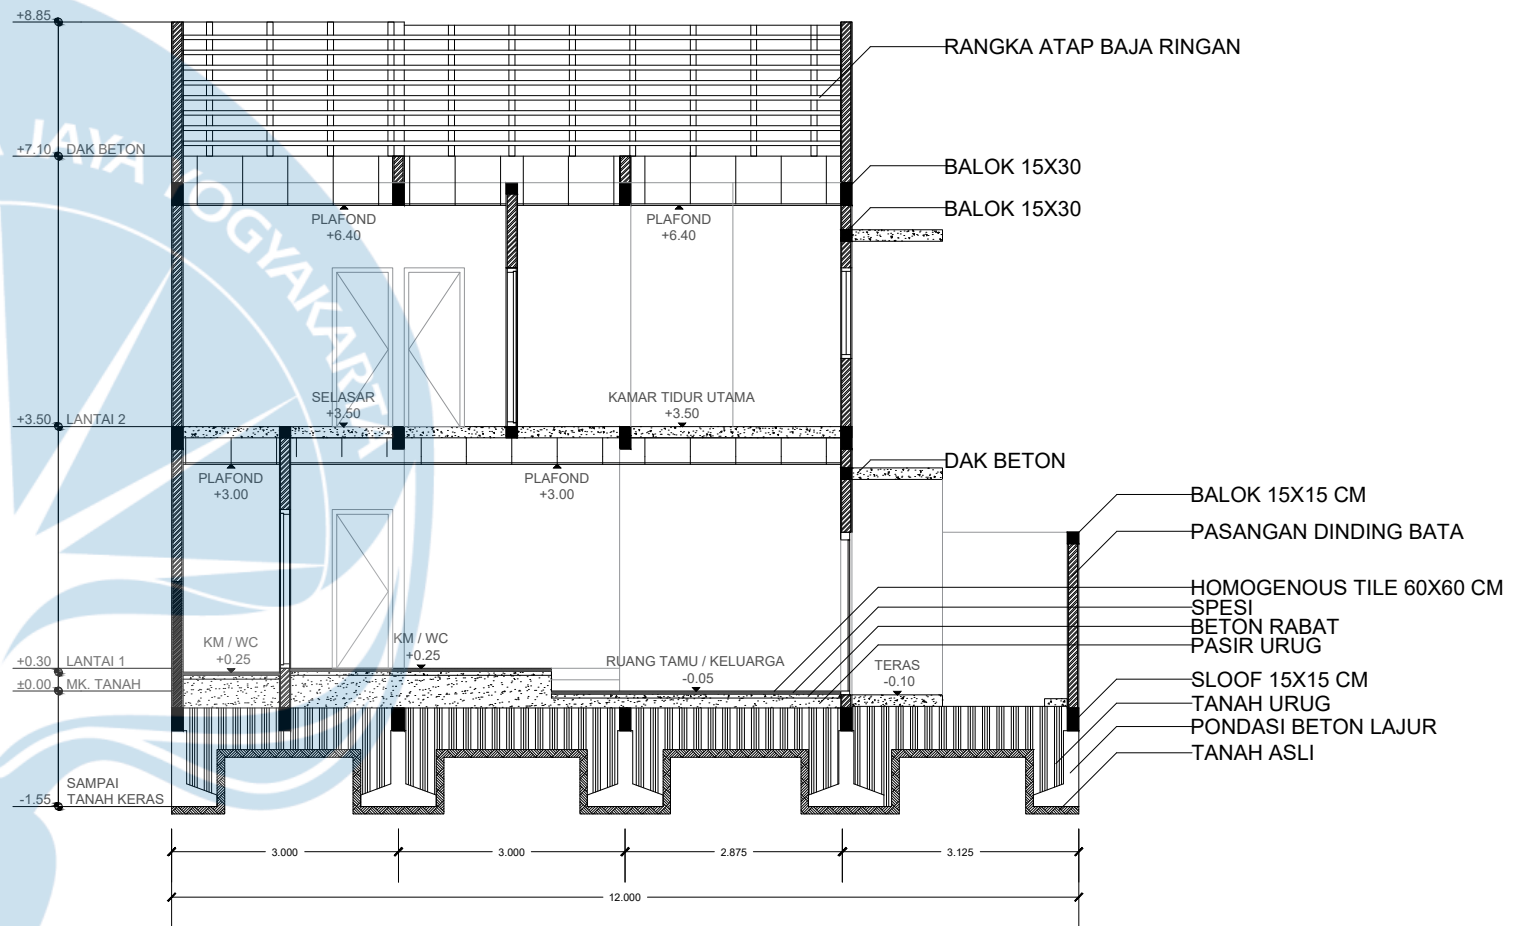 +8.85
RANGKA ATAP BAJA RINGAN
JAYA YOGYAKARTA
+7.10 DAK BETON
BALOK 15X30
BALOK 15X30
PLAFOND
+6.40
PLAFOND
+6.40
SELASAR
+3.50
KAMAR TIDUR UTAMA
+3.50
+3.50 LANTAI 2
DAK BETON
PLAFOND
+3.00
PLAFOND
+3.00
BALOK 15X15 CM
PASANGAN DINDING BATA
HOMOGENOUS TILE 60X60 CM
SPESI
BETON RABAT
PASIR URUG
KM / WC
+0.25
KM / WC
+0.25
RUANG TAMU / KELUARGA
-0.05
TERAS
-0.10
+0.30 LANTAI 1
±0.00 MK. TANAH
SLOOF 15X15 CM
TANAH URUG
PONDASI BETON LAJUR
TANAH ASLI
SAMPAI
-1.55 TANAH KERAS
3.000
3.000
2.875
3.125
12.000